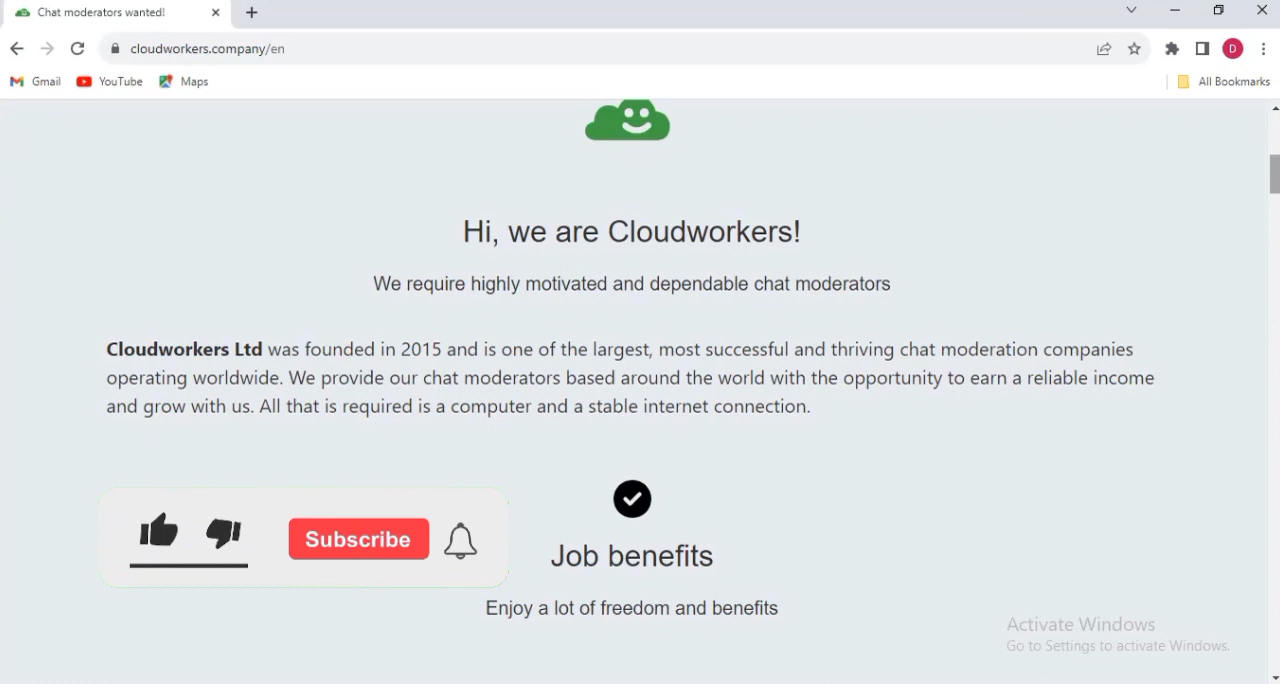 Chat moderators wanted!
cloudworkers.company/en
D
Gmail YouTube Maps All Bookmarks
Hi, we are Cloudworkers!
We require highly motivated and dependable chat moderators
Cloudworkers Ltd was founded in 2015 and is one of the largest, most successful and thriving chat moderation companies
operating worldwide. We provide our chat moderators based around the world with the opportunity to earn a reliable income
and grow with us. All that is required is a computer and a stable internet connection.
Subscribe
Job benefits
Enjoy a lot of freedom and benefits
Activate Windows
Go to Settings to activate Windows.